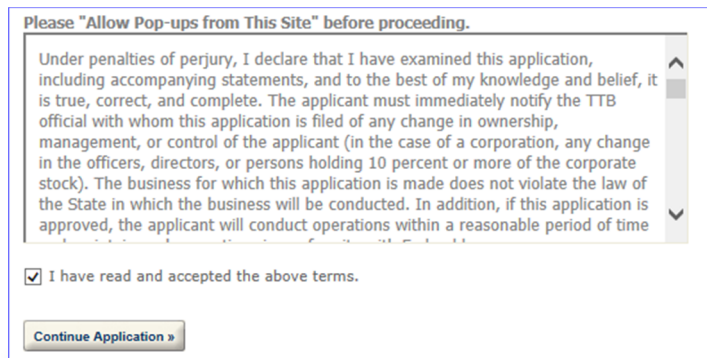 Please "Allow Pop-ups from This Site" before proceeding.
Under penalties of perjury, I declare that I have examined this application,
including accompanying statements, and to the best of my knowledge and belief, it
is true, correct, and complete. The applicant must immediately notify the TTB
official with whom this application is filed of any change in ownership,
management, or control of the applicant (in the case of a corporation, any change
in the officers, directors, or persons holding 10 percent or more of the corporate
stock). The business for which this application is made does not violate the law of
the State in which the business will be conducted. In addition, if this application is
approved, the applicant will conduct operations within a reasonable period of time
I have read and accepted the above terms.
Continue Application »